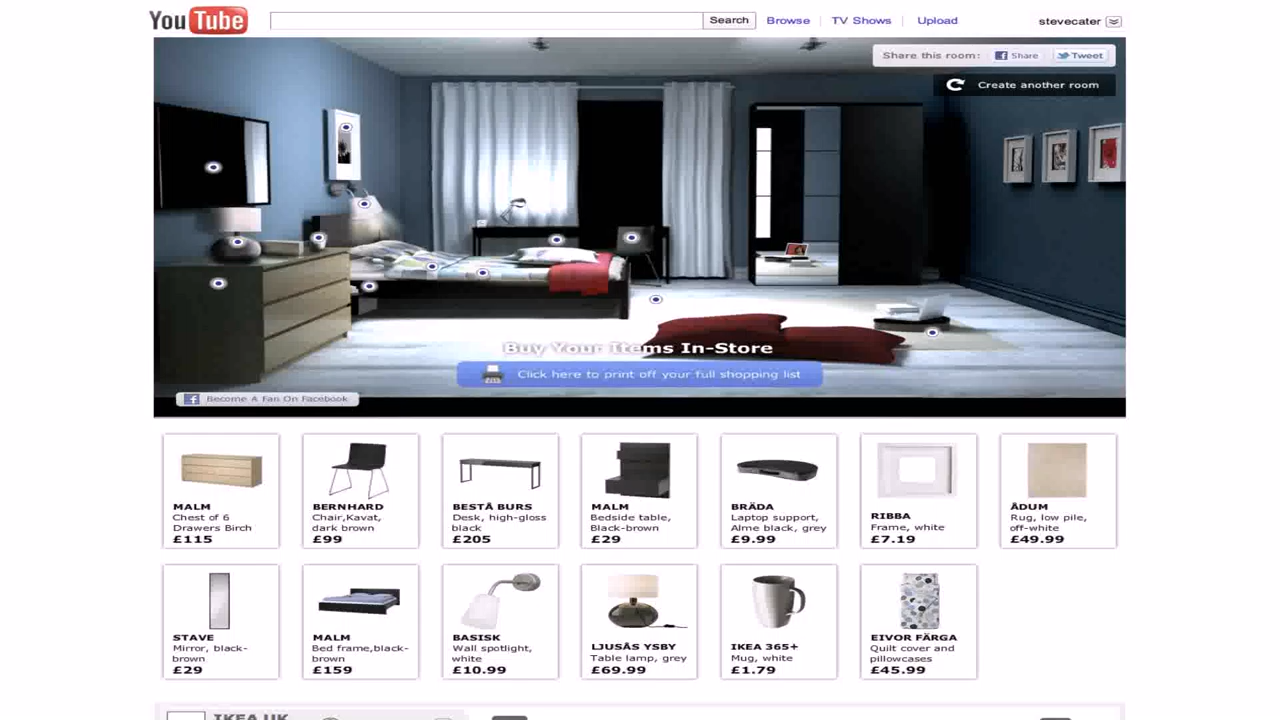 You Tube
Search
Browse
TV Shows
Upload
stevecater
Share this room:
Share
Tweet
Create another room
Buy Your Items In-Store
Click here to print off your full shopping list
Become A Fan On Facebook
MALM
Chest of 6
Drawers Birch
£115
BERNHARD
Chair,Kavat,
dark brown
£99
BESTÅ BURS
Desk, high-gloss
black
£205
MALM
Bedside table,
Black-brown
£29
BRÄDA
Laptop support,
Alme black, grey
£9.99
RIBBA
Frame, white
£7.19
ÅDUM
Rug, low pile,
off-white
£49.99
STAVE
Mirror, black-
brown
£29
MALM
Bed frame,black-
brown
£159
BASISK
Wall spotlight,
white
£10.99
LJUSÅS YSBY
Table lamp, grey
£69.99
IKEA 365+
Mug, white
£1.79
EIVOR FÄRGA
Quilt cover and
pillowcases
£45.99
IKEA UK